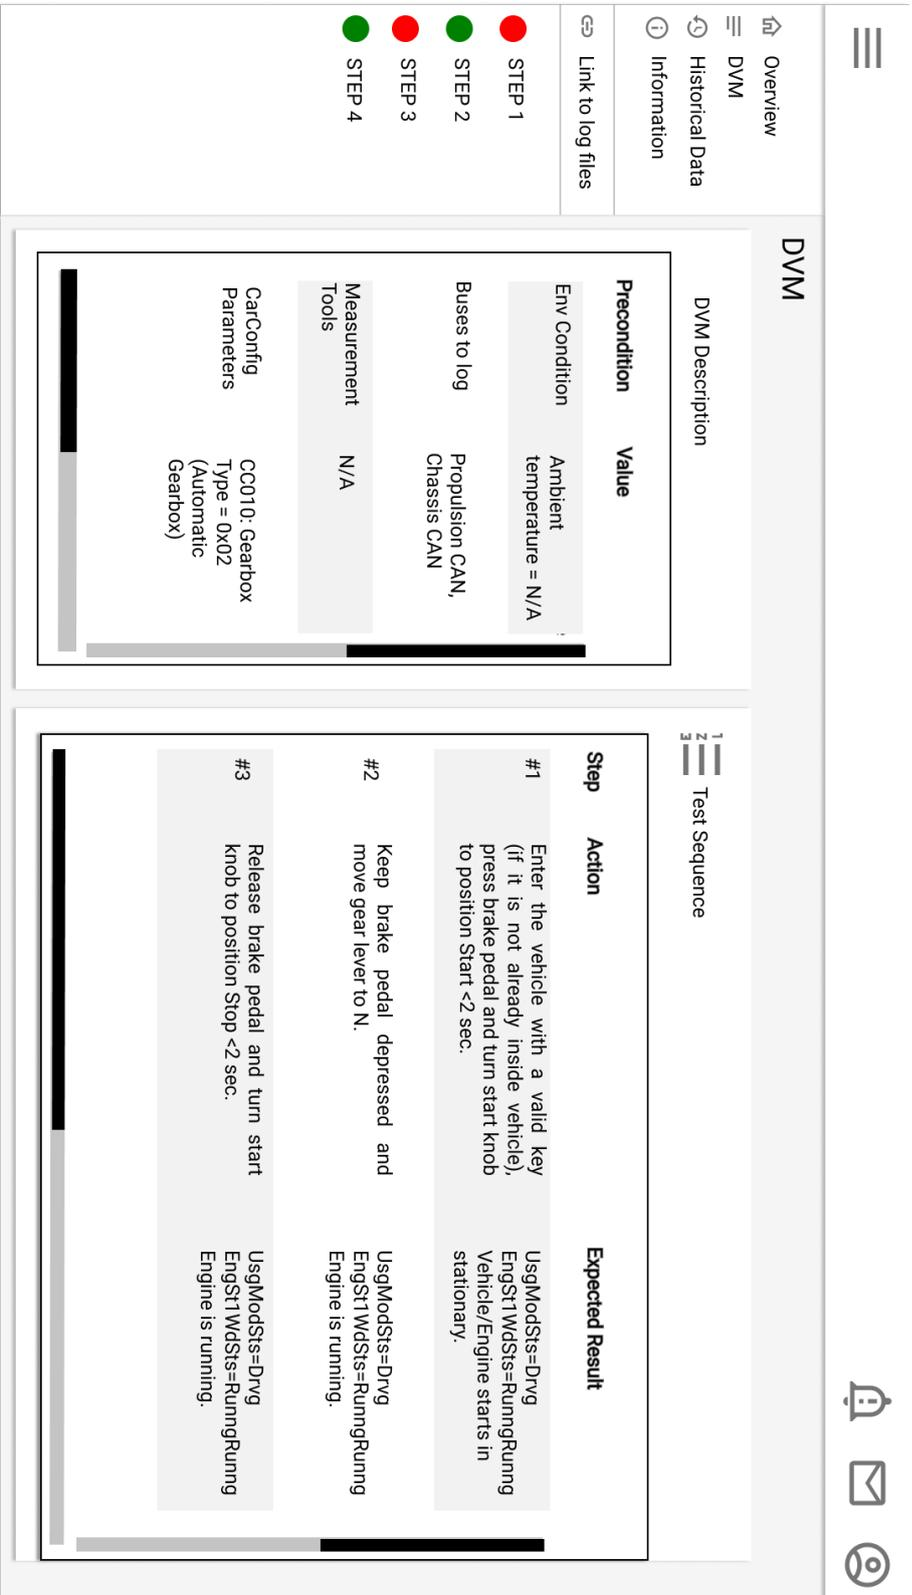 Overview
DVM
Historical Data
Information
Link to log files
STEP 1
STEP 2
STEP 3
STEP 4
DVM
DVM Description
Precondition Value
Env Condition Ambient
temperature = N/A
Buses to log Propulsion CAN,
Chassis CAN
Measurement N/A
Tools
CarConfig CC010: Gearbox
Parameters Type = 0x02
(Automatic
Gearbox)
1
2
3
Test Sequence
Step Action Expected Result
#1 Enter the vehicle with a valid key UsgModSts=Drvg
(if it is not already inside vehicle), EngSt1WdSts=RunngRunng
press brake pedal and turn start knob Vehicle/Engine starts in
to position Start <2 sec. stationary.
#2 Keep brake pedal depressed and UsgModSts=Drvg
move gear lever to N. EngSt1WdSts=RunngRunng
Engine is running.
#3 Release brake pedal and turn start UsgModSts=Drvg
knob to position Stop <2 sec. EngSt1WdSts=RunngRunng
Engine is running.